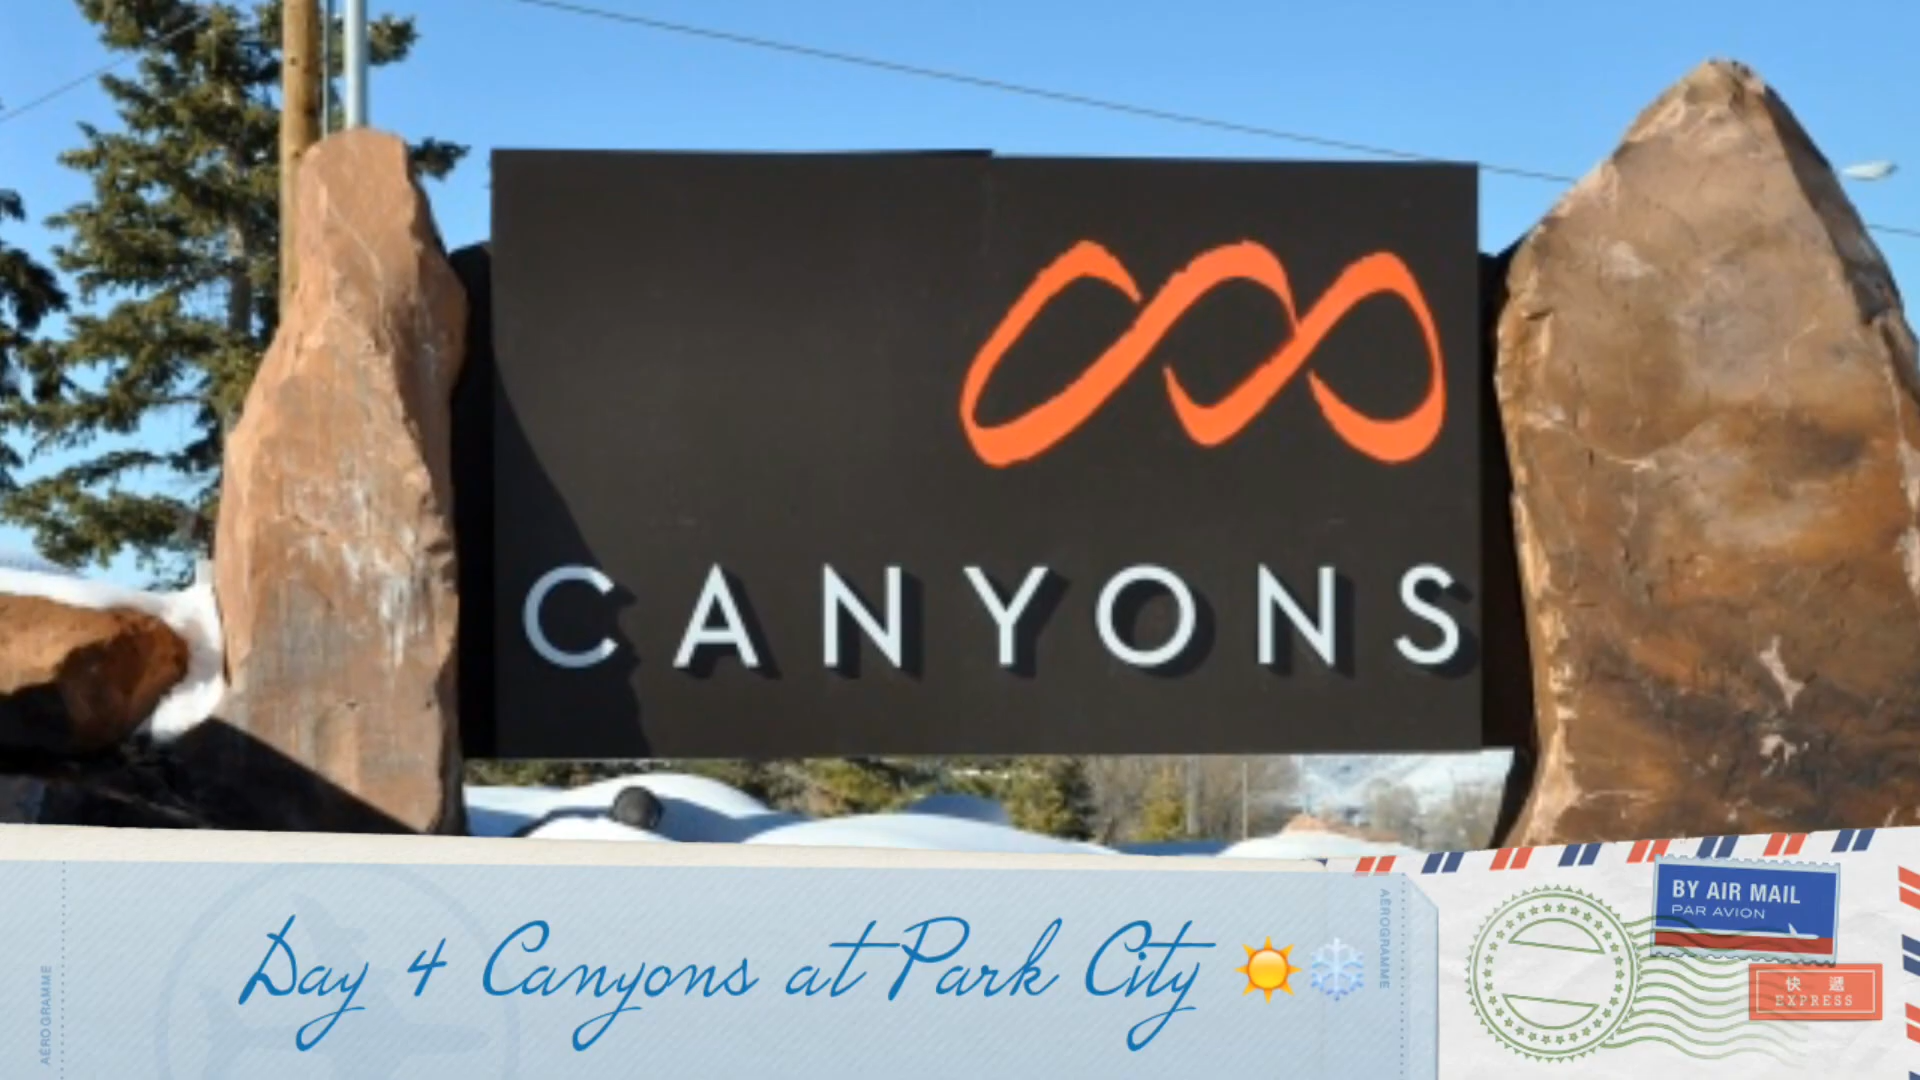 CANYONS
Day 4 Canyons at Park City ☀️❄️
AÉROGRAMME
AÉROGRAMME
BY AIR MAIL
PAR AVION
快遞
EXPRESS